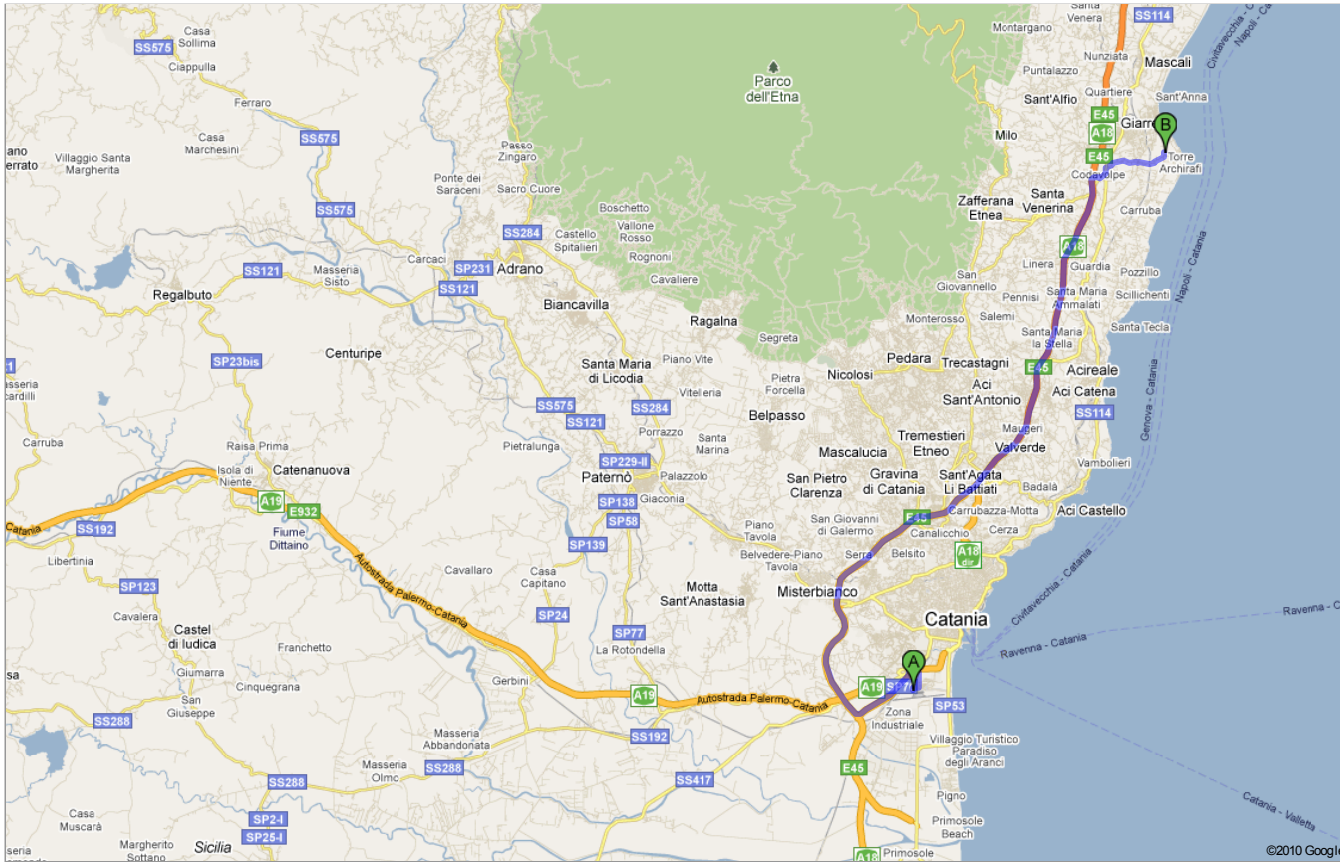 Casa
Sollima
SS575
Ciappulla
Ferraro
Casa
Marchesini
SS575
Villaggio Santa
Margherita
Passo
Zingaro
Ponte dei
Saraceni
Sacro Cuore
SS575
Parco
dell'Etna
Montargano
Santa
Venera
SS114
Nunziata
Mascali
Puntalazzo
Quartiere
Sant'Alfio
Sant'Anna
E45
A18
Giarre
B
Milo
E45
Torre
Archirafi
Codavolpe
Zafferana
Etnea
Santa
Venerina
Carruba
SS284
Boschetto
Castello
Spitalieri
Vallone
Rosso
Rognoni
Cavaliere
Carcaci
SP231
Adrano
SS121
SS121
Masseria
Sisto
Regalbuto
Biancavilla
Ragalna
Segreta
A18
Linera
Guardia
Pozzillo
San
Giovannello
Pennisi
Santa Maria
Ammalati
Scillichenti
Monterosso
Salemi
Santa Maria
la Stella
Santa Tecla
SP23bis
Centuripe
Santa Maria
di Licodia
Piano Vite
Vitelleria
Pietra
Forcella
Nicolosi
Pedara
Trecastagni
E45
Acireale
Aci Catena
Aci
Sant'Antonio
SS114
SS575
SS121
SS284
Belpasso
Carruba
Raisa Prima
Pietralunga
Porrazzo
Santa
Marina
Mascalucia
Tremestieri
Etneo
Maugeri
Valverde
Vambolieri
Isola di
Niente
Catenanuova
SP229-II
Paternò
Palazzolo
Giaconia
San Pietro
Clarenza
Gravina
di Catania
Sant'Agata
Li Battiati
Badalà
A19
E932
SP138
SP58
Catania
SS192
Fiume
Dittaino
SP139
Piano
Tavola
San Giovanni
di Galermo
E45
Carrubazza-Motta
Canalicchio
Cerza
Aci Castello
Libertinia
Casa
Capitano
Belvedere-Piano
Tavola
Serra
Belsito
A18
dir
SP123
Cavallaro
Autostrada Palermo-Catania
Motta
Sant'Anastasia
Misterbianco
Cavalera
Castel
di Iudica
SP24
SP77
Catania
Franchetto
La Rotondella
Giumarra
Cinquegrana
Gerbini
San
Giuseppe
A19
Autostrada Palermo-Catania
A19
A
SP53
SS288
SS192
Zona
Industriale
Masseria
Abbandonata
Villaggio Turistico
Paradiso
degli Aranci
SS288
Masseria
Olmo
SS288
SS417
E45
Pigno
Casa
Muscarà
SP2-I
SP25-I
Primosole
Beach
Margherito
Sottano
Sicilia
A18
Primosole
Civitavecchia - Catania
Napoli - Catania
Genova - Catania
Ravenna - Catania
Catania - Valletta
©2010 Googl